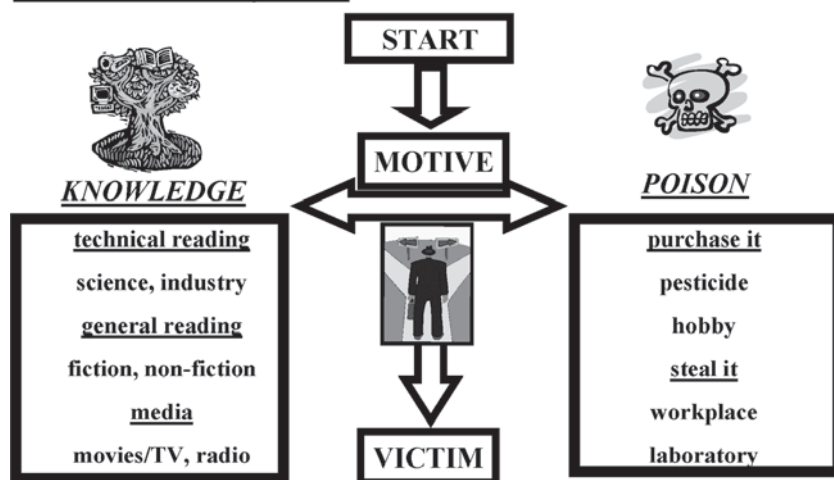 START
MOTIVE
KNOWLEDGE
technical reading
science, industry
general reading
fiction, non-fiction
media
movies/TV, radio
POISON
purchase it
pesticide
hobby
steal it
workplace
laboratory
VICTIM